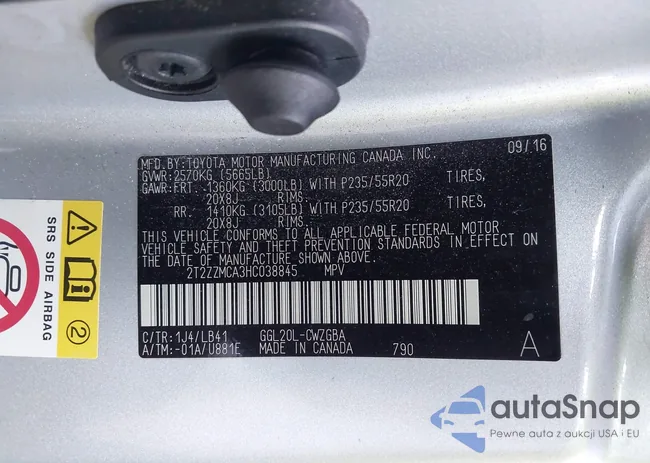 MFD.BY:TOYOTA MOTOR MANUFACTURING CANADA INC. 09/16
GVWR:2570KG (5665LB)
GAWR:FRT. 1360KG (3000LB) WITH P235/55R20 TIRES,
20X8J RIMS.
RR. 1410KG (3105LB) WITH P235/55R20 TIRES,
20X8J RIMS.
THIS VEHICLE CONFORMS TO ALL APPLICABLE FEDERAL MOTOR
VEHICLE SAFETY AND THEFT PREVENTION STANDARDS IN EFFECT ON
THE DATE OF MANUFACTURE SHOWN ABOVE.
2T2ZZMCA3HC038845 MPV
C/TR:1J4/LB41 GGL20L-CWZGBA
A/TM:-01A/U881E MADE IN CANADA 790 A
SRS SIDE AIRBAG
autaSnap
Pewne auta z aukcji USA i EU